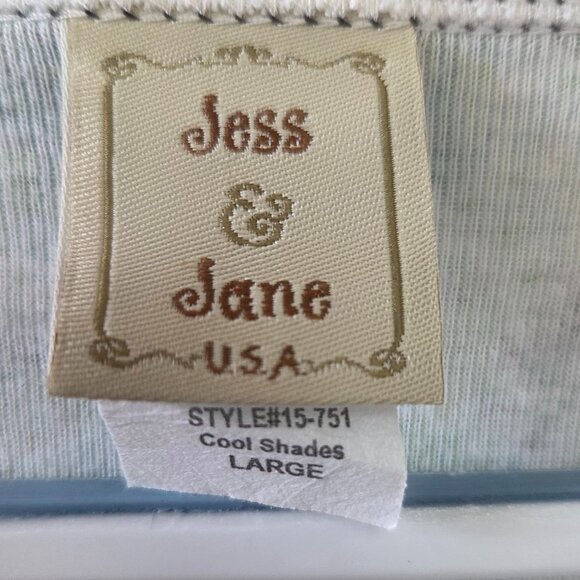 Jess
&
Jane
U.S.A.
STYLE#15-751
Cool Shades
LARGE